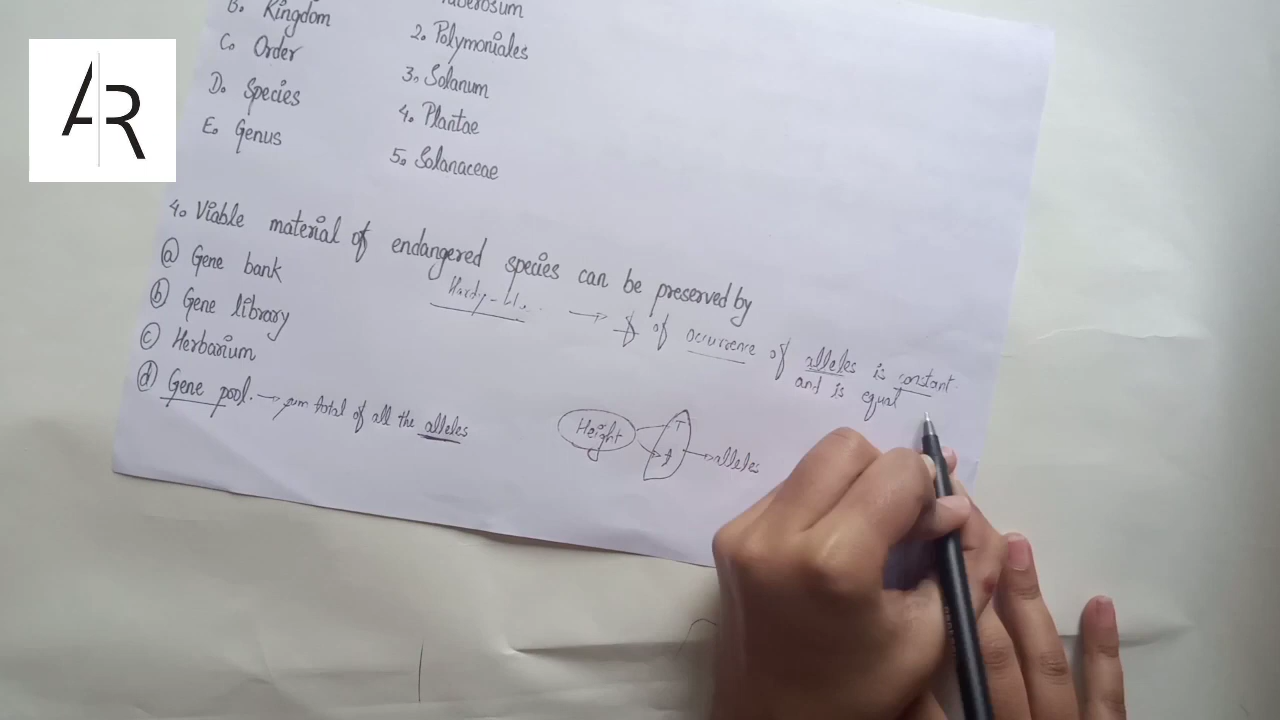 AR
B. Kingdom
C. Order
D. Species
E. Genus
tuberosum
2. Polymoniales
3. Solanum
4. Plantae
5. Solanaceae
4. Viable material of endangered species can be preserved by
(a) Gene bank
(b) Gene library
(c) Herbarium
(d) Gene pool. → sum total of all the alleles
Hardy-
→ f of occurrence of alleles is constant.
and is equal
Height
T
t
→ alleles